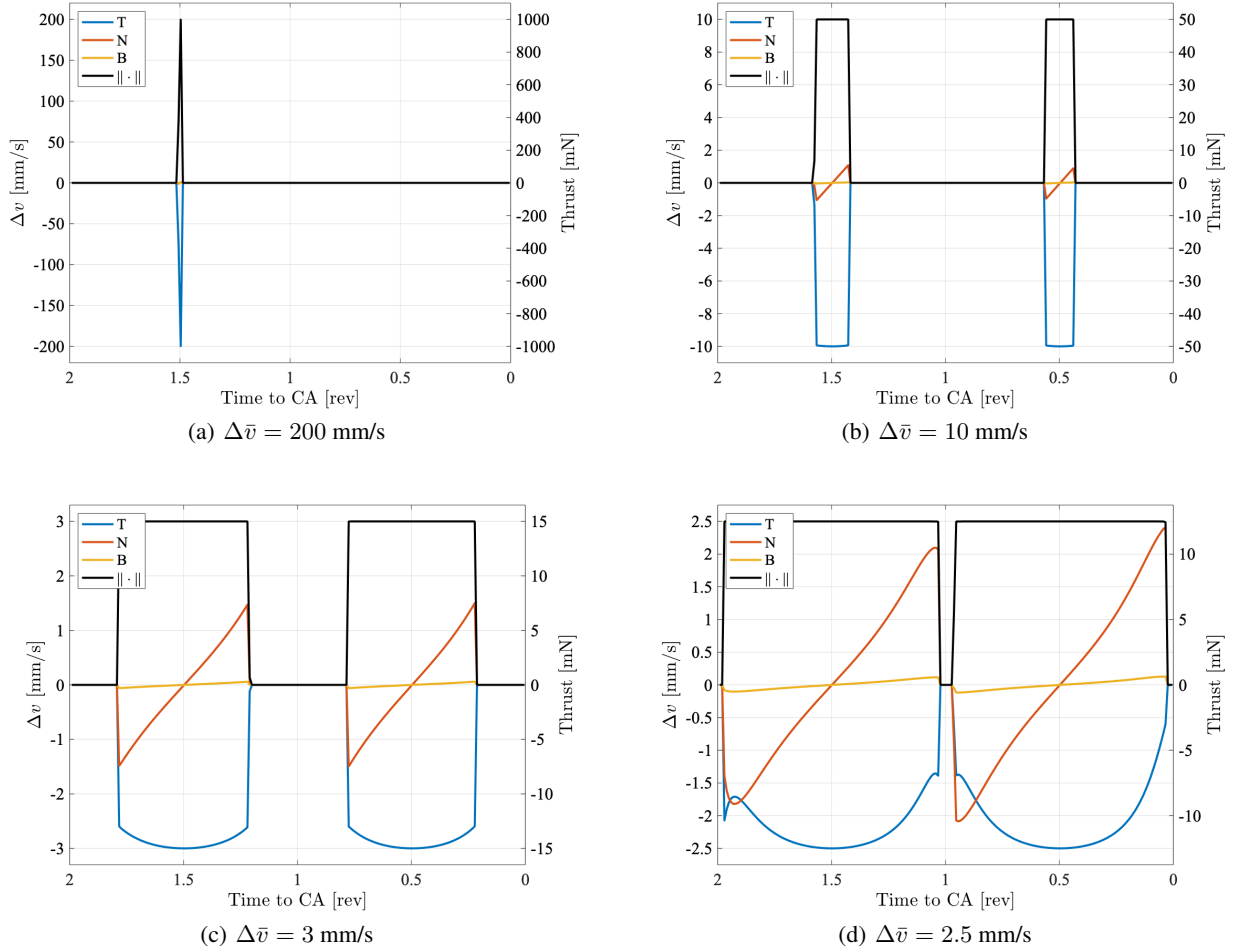 T
N
B
|| · ||
200
150
100
50
0
-50
-100
-150
-200
1000
800
600
400
200
0
-200
-400
-600
-800
-1000
Δv [mm/s]
Thrust [mN]
2
1.5
1
0.5
0
Time to CA [rev]
(a) Δv̄ = 200 mm/s
T
N
B
|| · ||
10
8
6
4
2
0
-2
-4
-6
-8
-10
50
40
30
20
10
0
-10
-20
-30
-40
-50
Δv [mm/s]
Thrust [mN]
2
1.5
1
0.5
0
Time to CA [rev]
(b) Δv̄ = 10 mm/s
T
N
B
|| · ||
3
2
1
0
-1
-2
-3
15
10
5
0
-5
-10
-15
Δv [mm/s]
Thrust [mN]
2
1.5
1
0.5
0
Time to CA [rev]
(c) Δv̄ = 3 mm/s
T
N
B
|| · ||
2.5
2
1.5
1
0.5
0
-0.5
-1
-1.5
-2
-2.5
10
5
0
-5
-10
Δv [mm/s]
Thrust [mN]
2
1.5
1
0.5
0
Time to CA [rev]
(d) Δv̄ = 2.5 mm/s